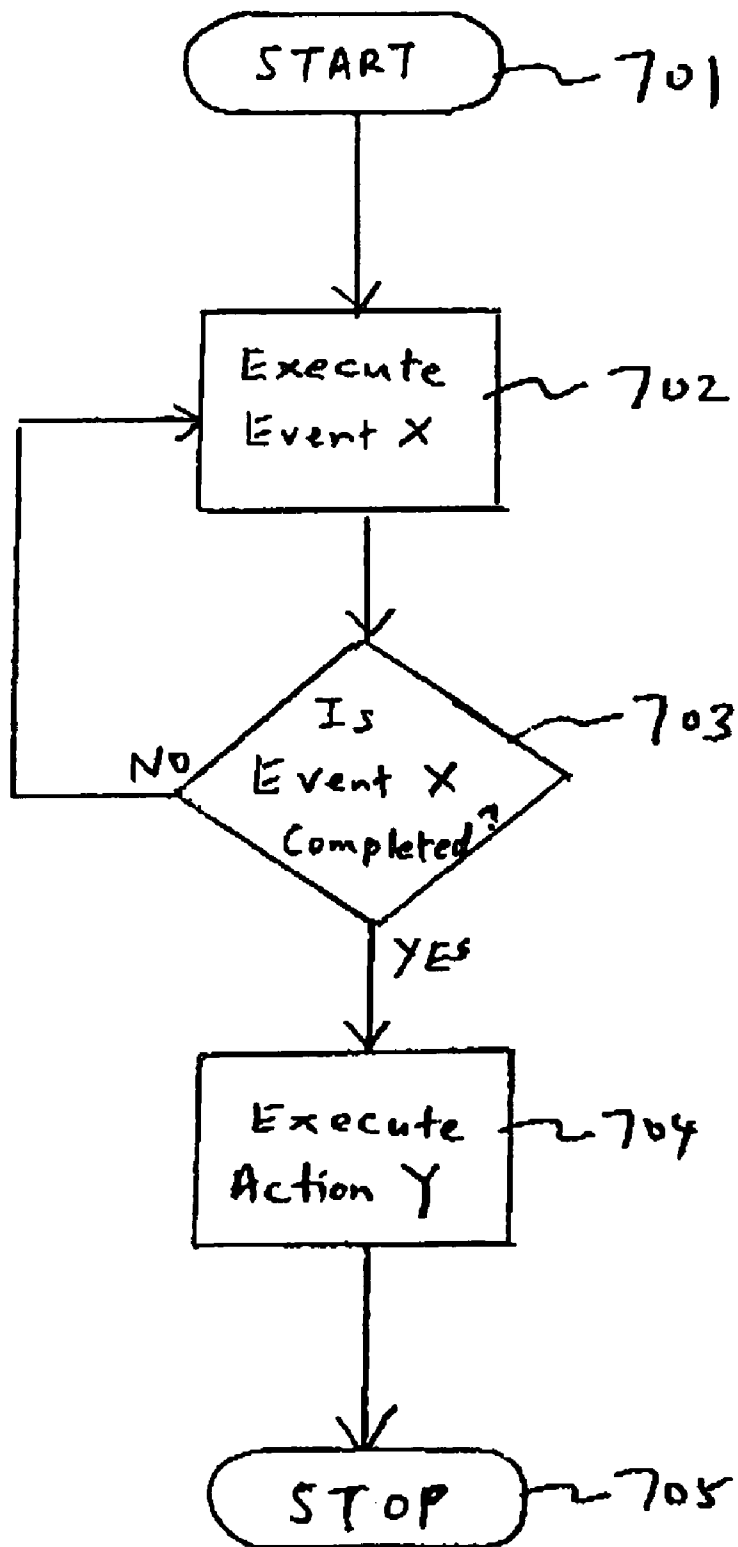 START
701
Execute
Event X
702
Is
Event X
Completed?
703
NO
YES
Execute
Action Y
704
STOP
705